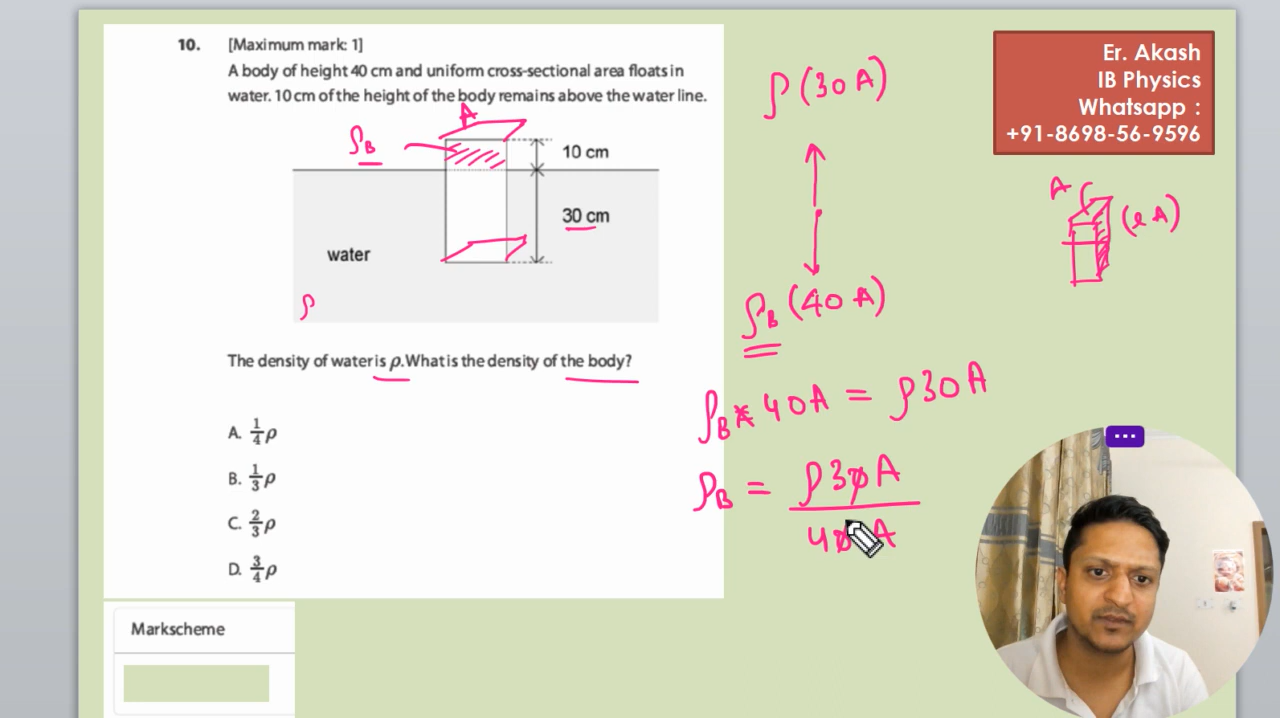 10. [Maximum mark: 1]
A body of height 40 cm and uniform cross-sectional area floats in
water. 10 cm of the height of the body remains above the water line.
A
ρB
10 cm
30 cm
water
ρ
The density of water is ρ.What is the density of the body?
A. 1/4 ρ
B. 1/3 ρ
C. 2/3 ρ
D. 3/4 ρ
Markscheme
ρ(30A)
ρB(40A)
ρB * 40A = ρ30A
ρB = ρ30A / 40A
Er. Akash
IB Physics
Whatsapp :
+91-8698-56-9596
A